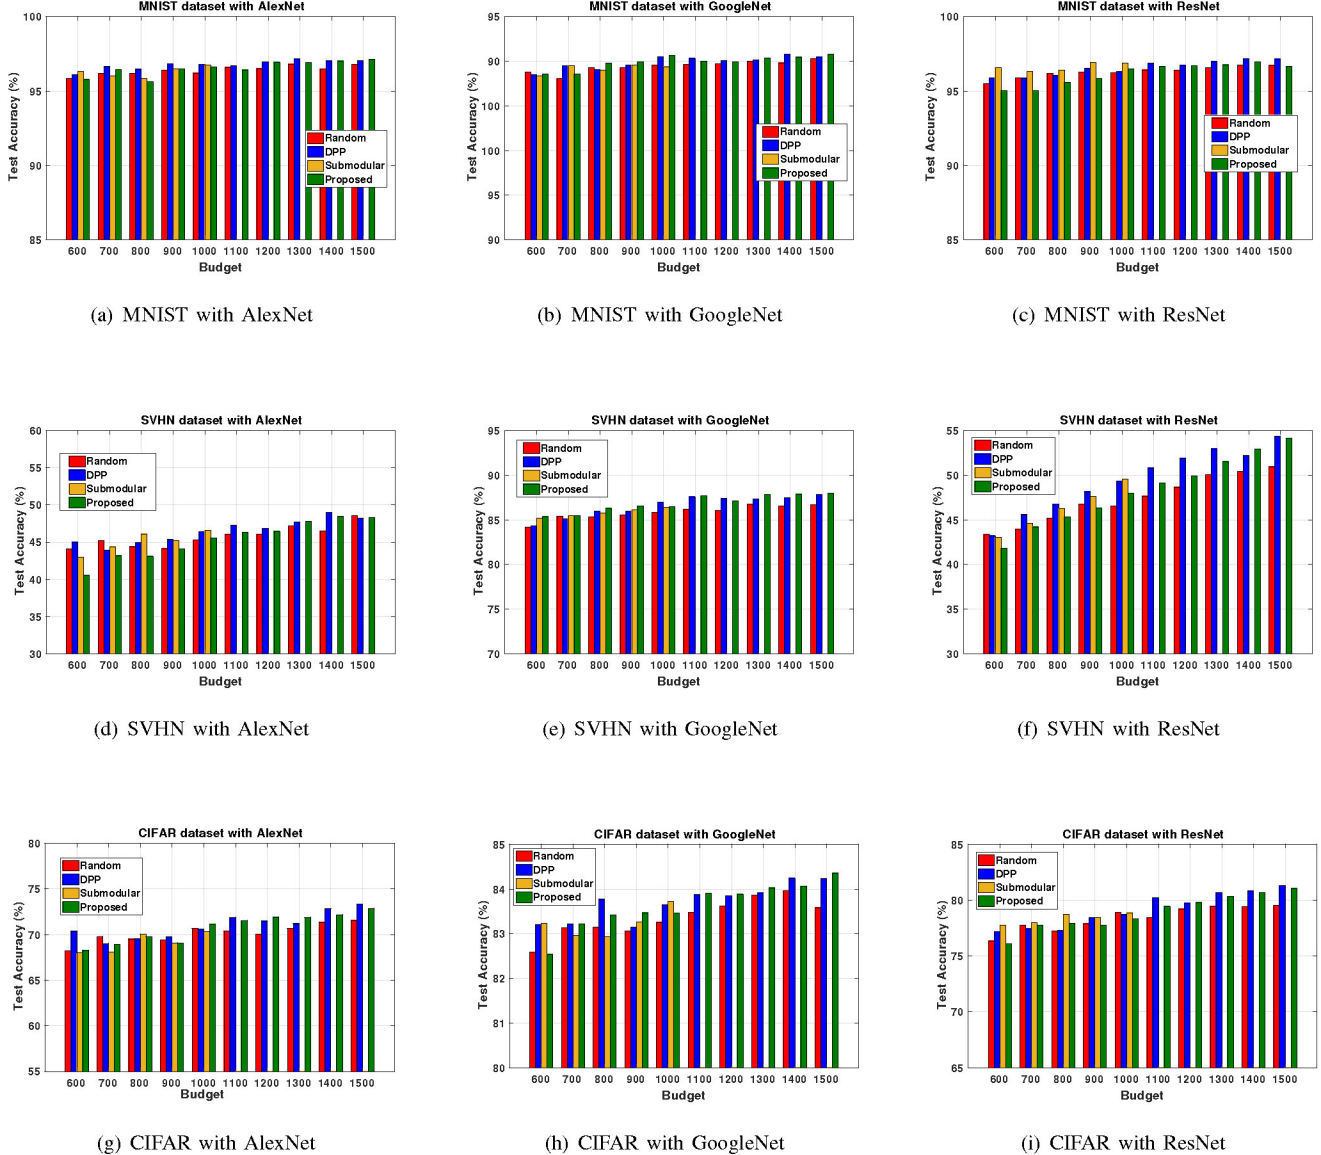 MNIST dataset with AlexNet
100
95
90
85
Test Accuracy (%)
Random
DPP
Submodular
Proposed
600 700 800 900 1000 1100 1200 1300 1400 1500
Budget
(a) MNIST with AlexNet
MNIST dataset with GoogleNet
95
90
100
100
95
90
Test Accuracy (%)
Random
DPP
Submodular
Proposed
600 700 800 900 1000 1100 1200 1300 1400 1500
Budget
(b) MNIST with GoogleNet
MNIST dataset with ResNet
100
95
90
85
Test Accuracy (%)
Random
DPP
Submodular
Proposed
600 700 800 900 1000 1100 1200 1300 1400 1500
Budget
(c) MNIST with ResNet
SVHN dataset with AlexNet
60
55
50
45
40
35
30
Test Accuracy (%)
Random
DPP
Submodular
Proposed
600 700 800 900 1000 1100 1200 1300 1400 1500
Budget
(d) SVHN with AlexNet
SVHN dataset with GoogleNet
95
90
85
80
75
70
Test Accuracy (%)
Random
DPP
Submodular
Proposed
600 700 800 900 1000 1100 1200 1300 1400 1500
Budget
(e) SVHN with GoogleNet
SVHN dataset with ResNet
55
50
45
40
35
30
Test Accuracy (%)
Random
DPP
Submodular
Proposed
600 700 800 900 1000 1100 1200 1300 1400 1500
Budget
(f) SVHN with ResNet
CIFAR dataset with AlexNet
80
75
70
65
60
55
Test Accuracy (%)
Random
DPP
Submodular
Proposed
600 700 800 900 1000 1100 1200 1300 1400 1500
Budget
(g) CIFAR with AlexNet
CIFAR dataset with GoogleNet
85
84
83
82
81
80
Test Accuracy (%)
Random
DPP
Submodular
Proposed
600 700 800 900 1000 1100 1200 1300 1400 1500
Budget
(h) CIFAR with GoogleNet
CIFAR dataset with ResNet
85
80
75
70
65
Test Accuracy (%)
Random
DPP
Submodular
Proposed
600 700 800 900 1000 1100 1200 1300 1400 1500
Budget
(i) CIFAR with ResNet